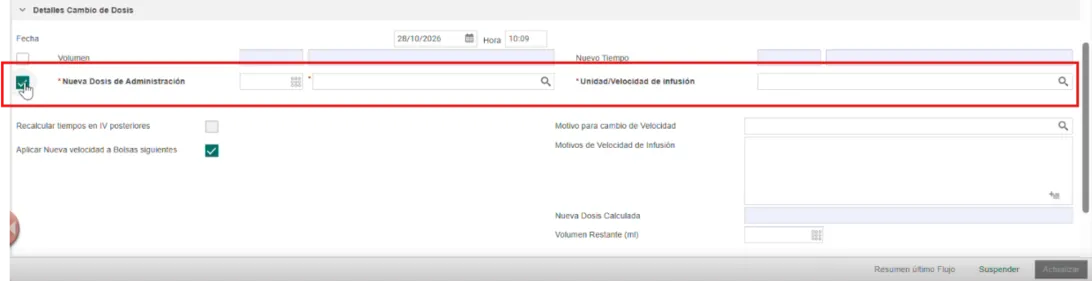 Detalles Cambio de Dosis
Fecha 28/10/2026 Hora 10:09
Volumen Nuevo Tiempo
*Nueva Dosis de Administración * *Unidad/Velocidad de infusión
Recalcular tiempos en IV posteriores Motivo para cambio de Velocidad
Aplicar Nueva velocidad a Bolsas siguientes Motivos de Velocidad de Infusión
Nueva Dosis Calculada
Volumen Restante (ml)
Resumen último Flujo Suspender Actualizar